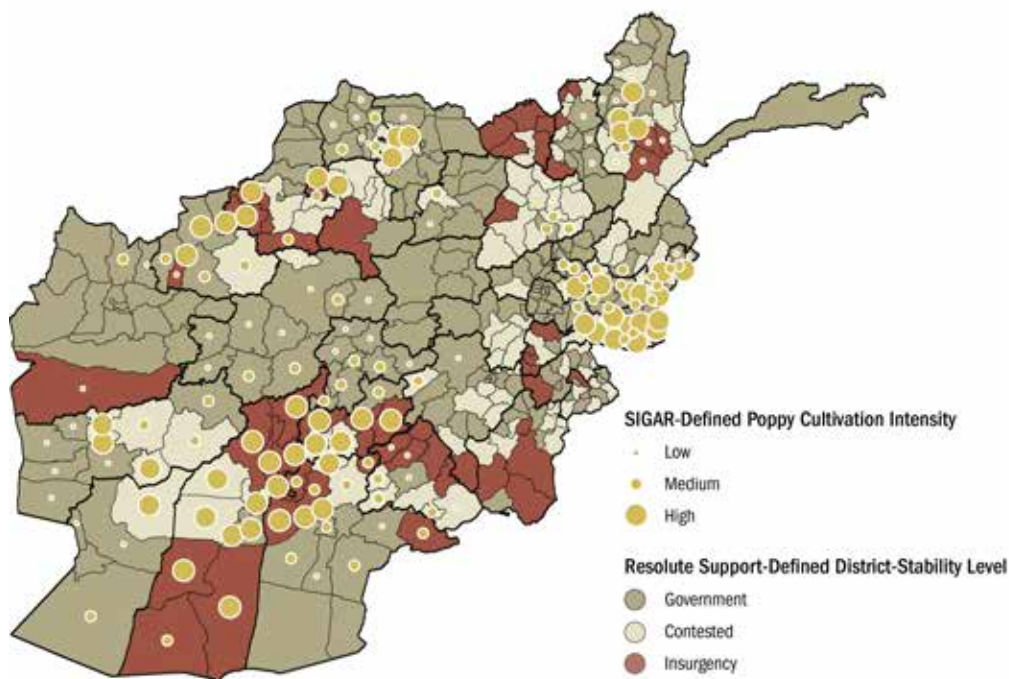 SIGAR-Defined Poppy Cultivation Intensity
Low
Medium
High
Resolute Support-Defined District-Stability Level
Government
Contested
Insurgency